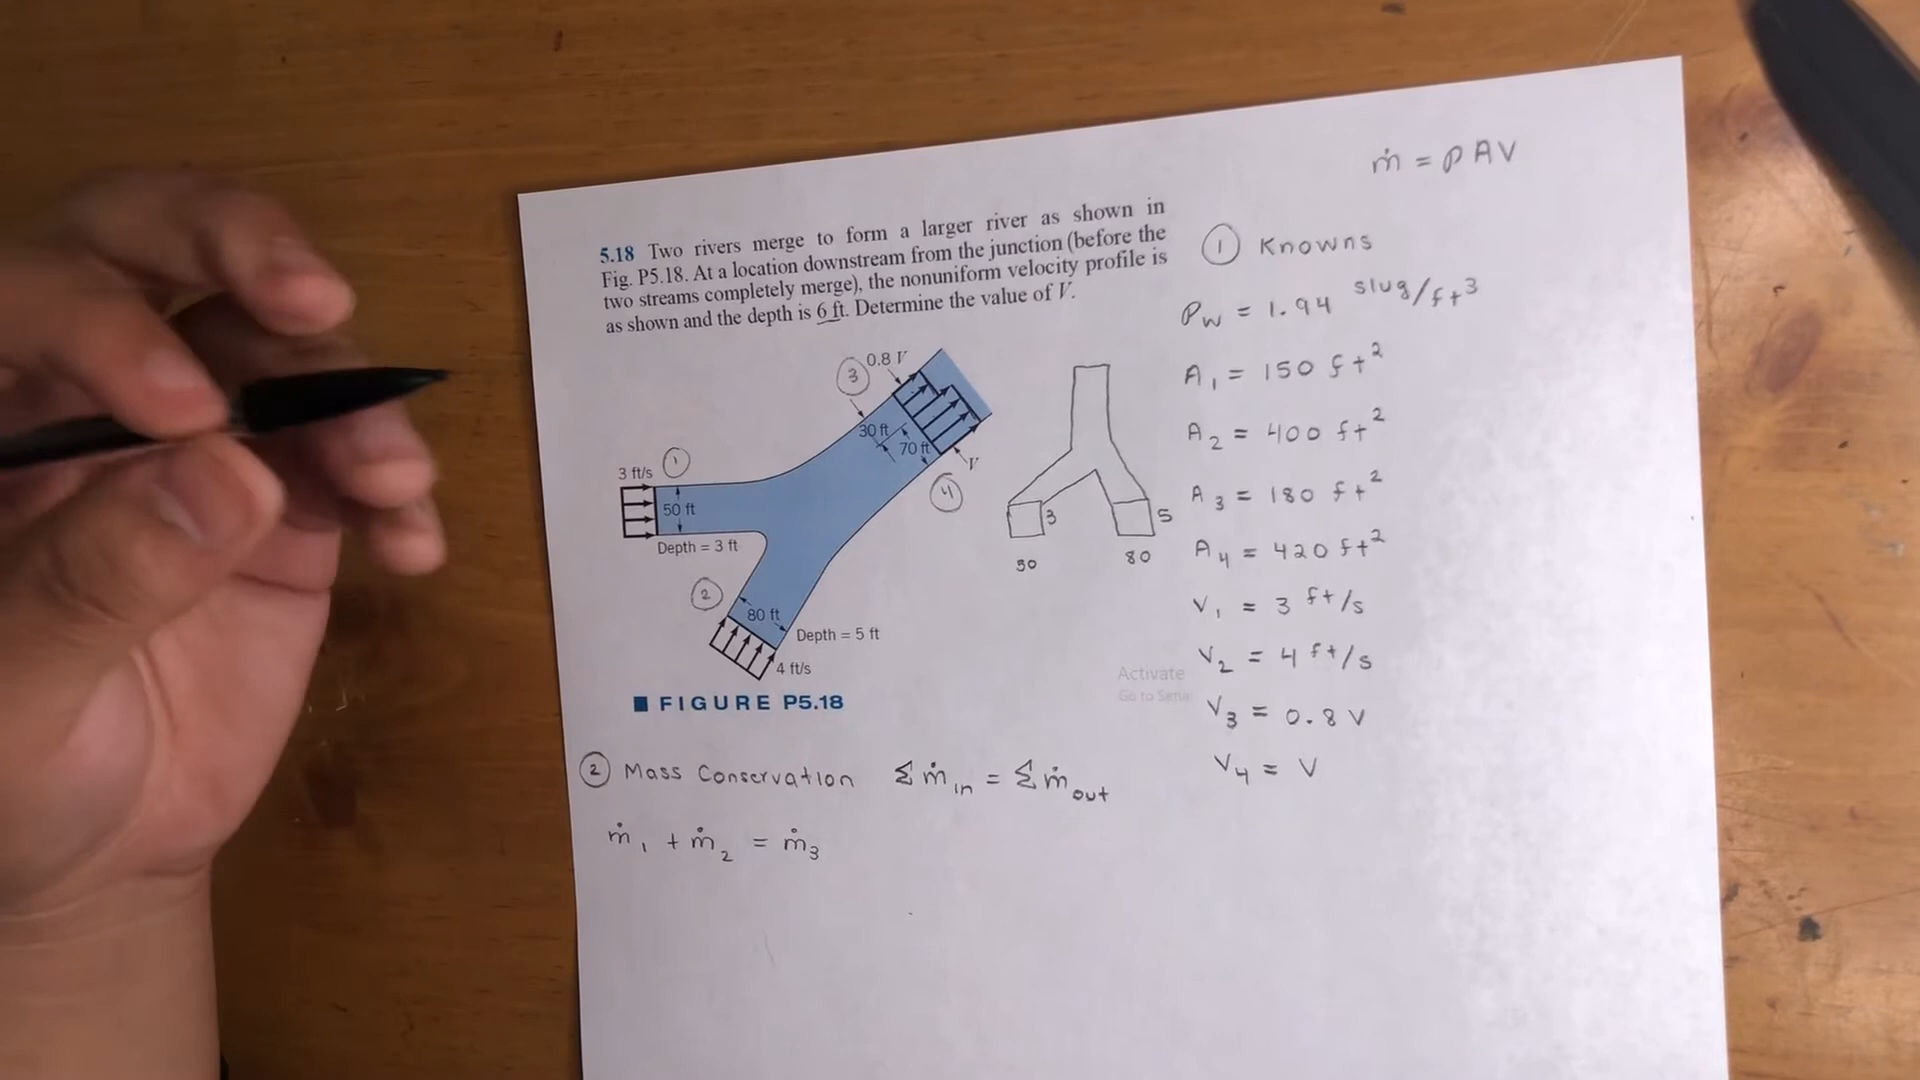 ṁ = ρ A V
5.18 Two rivers merge to form a larger river as shown in
Fig. P5.18. At a location downstream from the junction (before the
two streams completely merge), the nonuniform velocity profile is
as shown and the depth is 6 ft. Determine the value of V.
① Knowns
ρw = 1.94 slug/ft³
A₁ = 150 ft²
A₂ = 400 ft²
A₃ = 180 ft²
A₄ = 420 ft²
V₁ = 3 ft/s
V₂ = 4 ft/s
V₃ = 0.8 V
V₄ = V
③ 0.8 V
30 ft
70 ft
V
④
3 ft/s ①
50 ft
Depth = 3 ft
②
80 ft
Depth = 5 ft
4 ft/s
3
5
50
80
Activate
■ FIGURE P5.18
② Mass Conservation Σ ṁ in = Σ ṁ out
ṁ₁ + ṁ₂ = ṁ₃